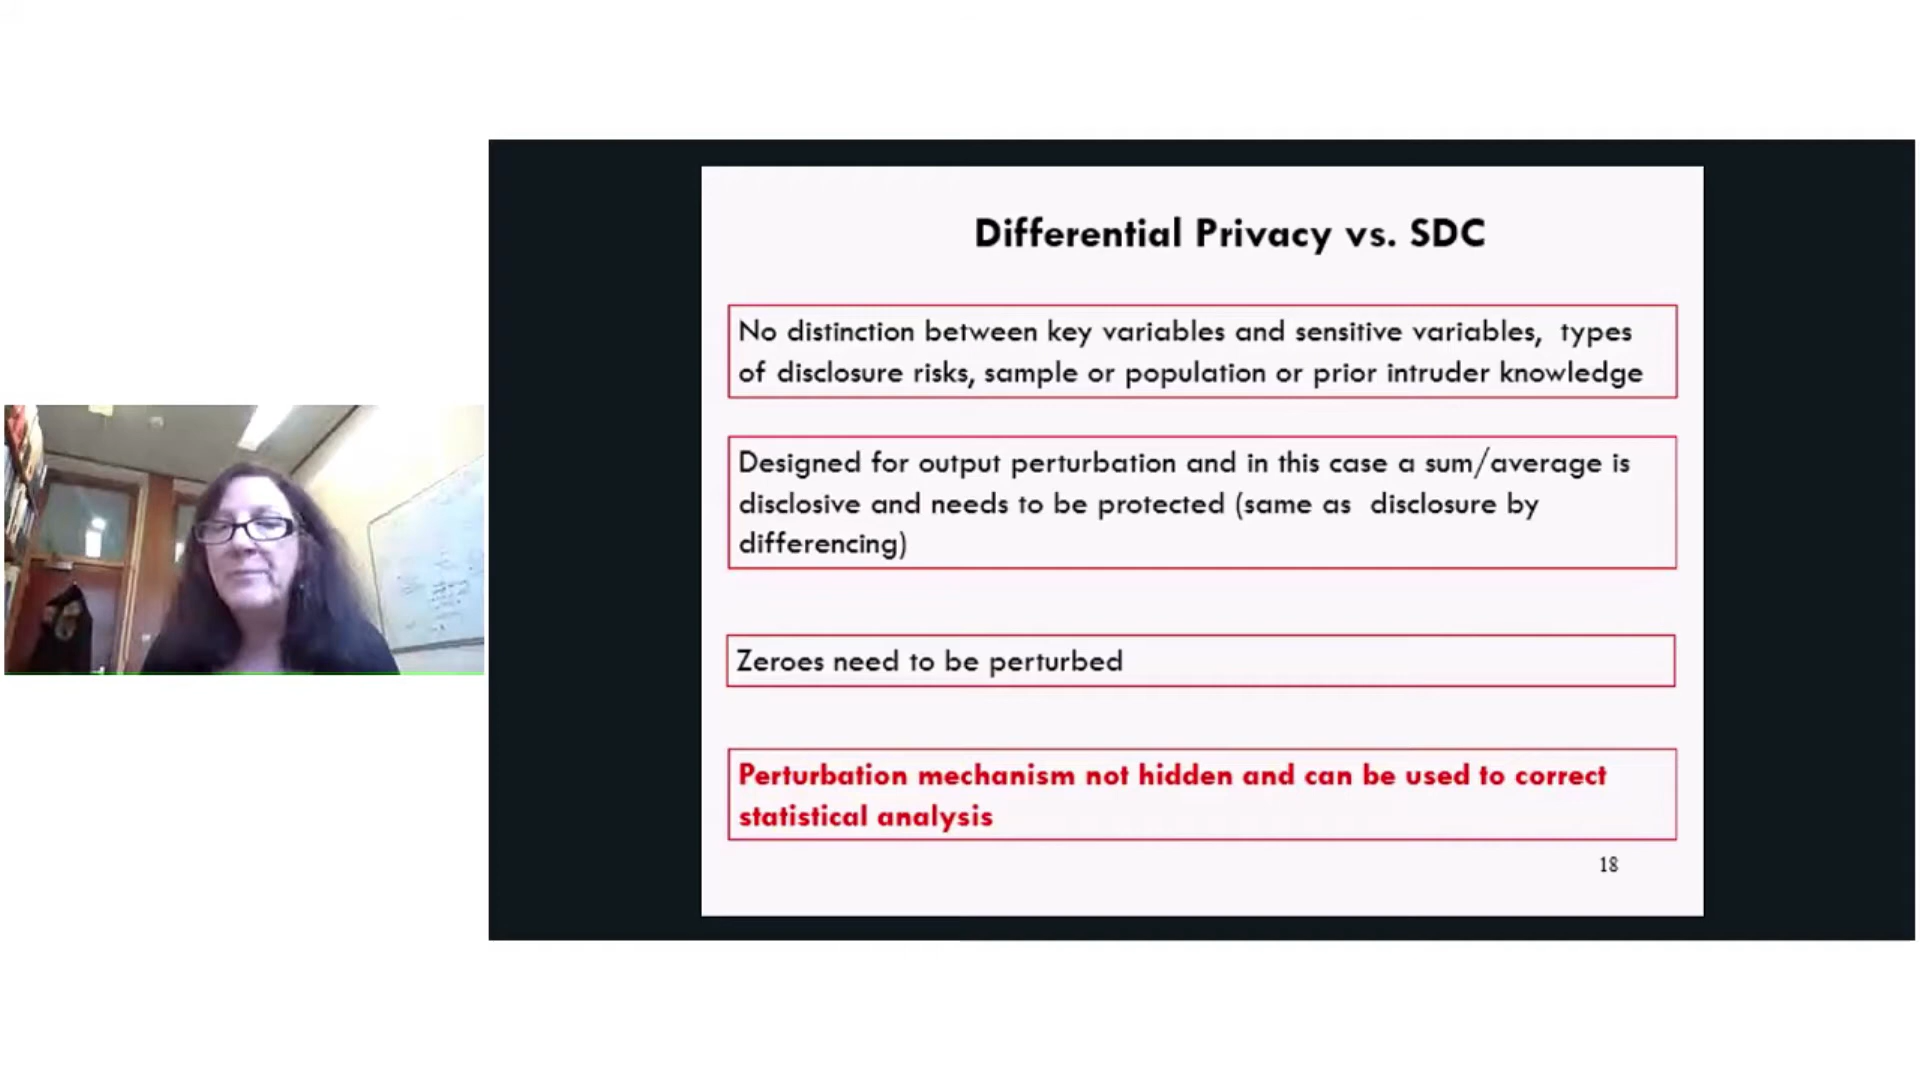 Differential Privacy vs. SDC
No distinction between key variables and sensitive variables, types
of disclosure risks, sample or population or prior intruder knowledge
Designed for output perturbation and in this case a sum/average is
disclosive and needs to be protected (same as disclosure by
differencing)
Zeroes need to be perturbed
Perturbation mechanism not hidden and can be used to correct
statistical analysis
18